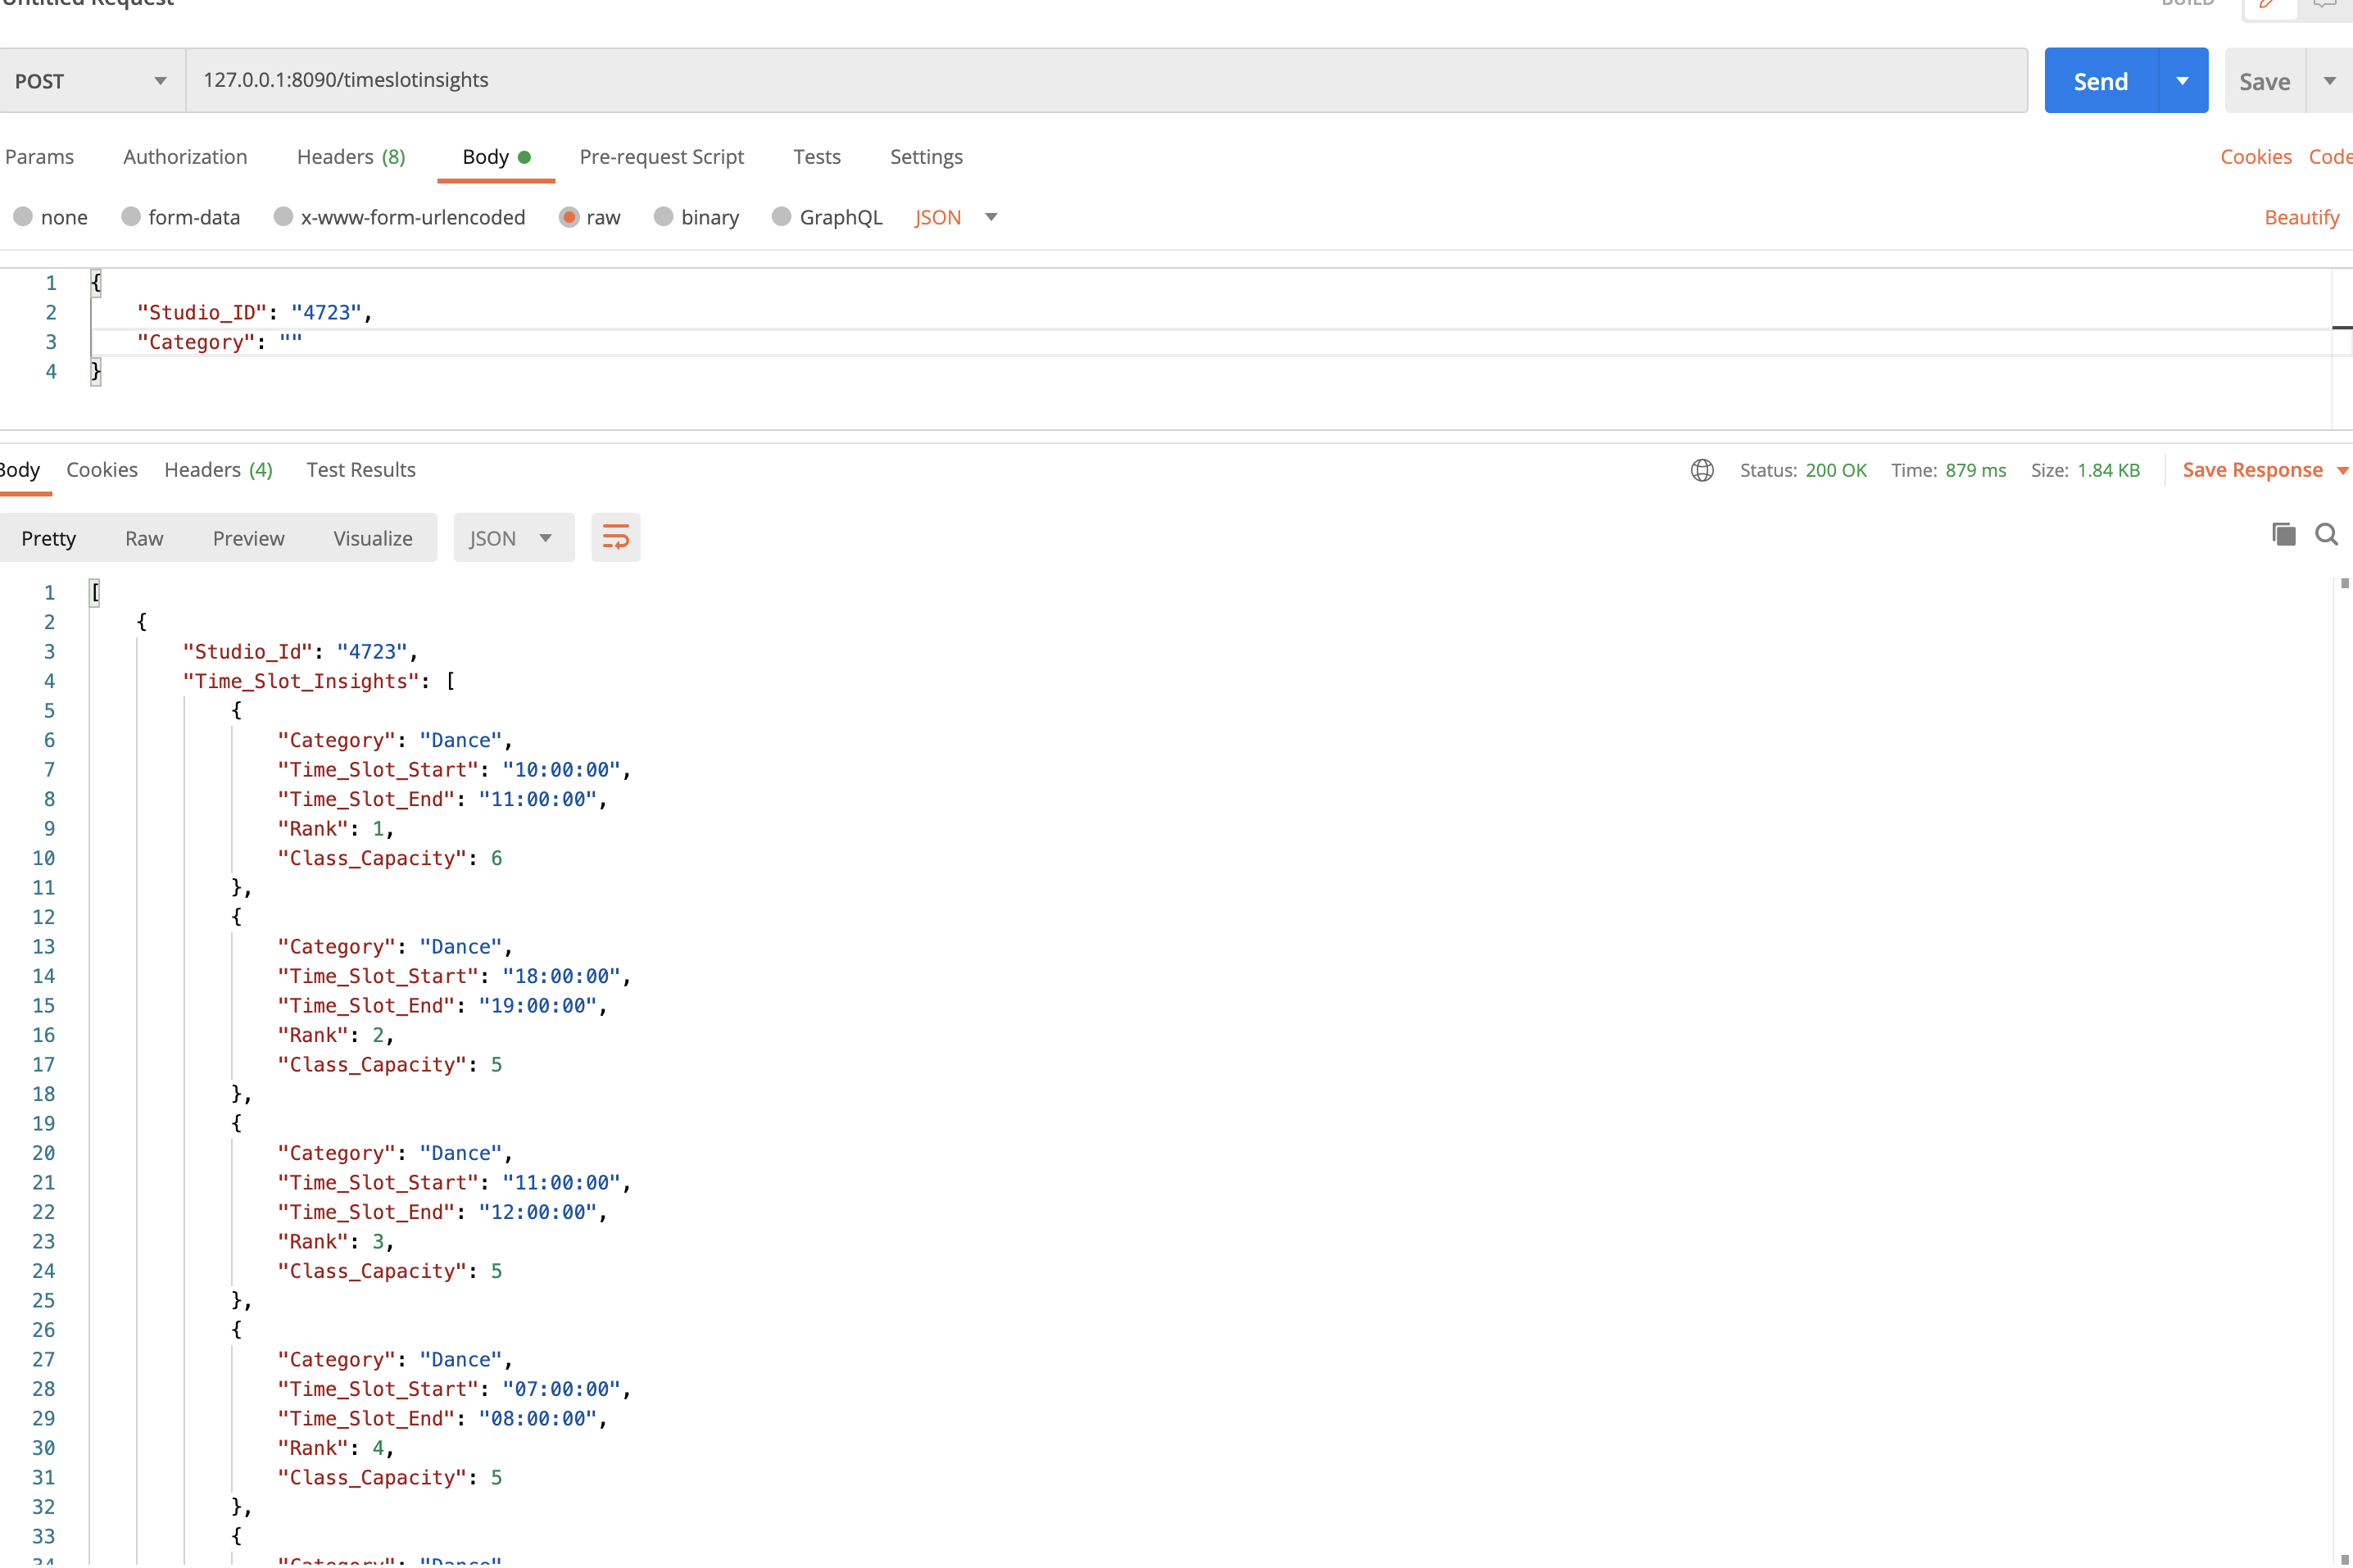 Untitled Request
BUILD
POST 127.0.0.1:8090/timeslotinsights Send Save
Params Authorization Headers (8) Body Pre-request Script Tests Settings Cookies Code
none form-data x-www-form-urlencoded raw binary GraphQL JSON Beautify
1 {
2 "Studio_ID": "4723",
3 "Category": ""
4 }
Body Cookies Headers (4) Test Results Status: 200 OK Time: 879 ms Size: 1.84 KB Save Response
Pretty Raw Preview Visualize JSON
1 [
2 {
3 "Studio_Id": "4723",
4 "Time_Slot_Insights": [
5 {
6 "Category": "Dance",
7 "Time_Slot_Start": "10:00:00",
8 "Time_Slot_End": "11:00:00",
9 "Rank": 1,
10 "Class_Capacity": 6
11 },
12 {
13 "Category": "Dance",
14 "Time_Slot_Start": "18:00:00",
15 "Time_Slot_End": "19:00:00",
16 "Rank": 2,
17 "Class_Capacity": 5
18 },
19 {
20 "Category": "Dance",
21 "Time_Slot_Start": "11:00:00",
22 "Time_Slot_End": "12:00:00",
23 "Rank": 3,
24 "Class_Capacity": 5
25 },
26 {
27 "Category": "Dance",
28 "Time_Slot_Start": "07:00:00",
29 "Time_Slot_End": "08:00:00",
30 "Rank": 4,
31 "Class_Capacity": 5
32 },
33 {
34 "Category": "Dance"